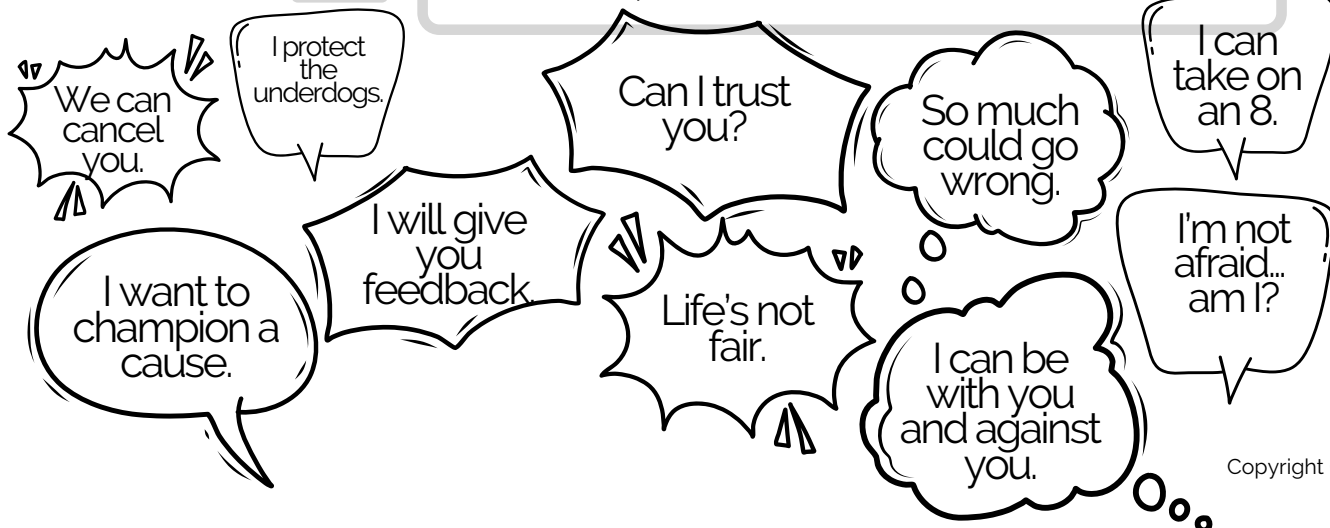 We can
cancel
you.
I protect
the
underdogs.
Can I trust
you?
So much
could go
wrong.
I can
take on
an 8.
I will give
you
feedback.
I want to
champion a
cause.
Life's not
fair.
I'm not
afraid...
am I?
I can be
with you
and against
you.
Copyright